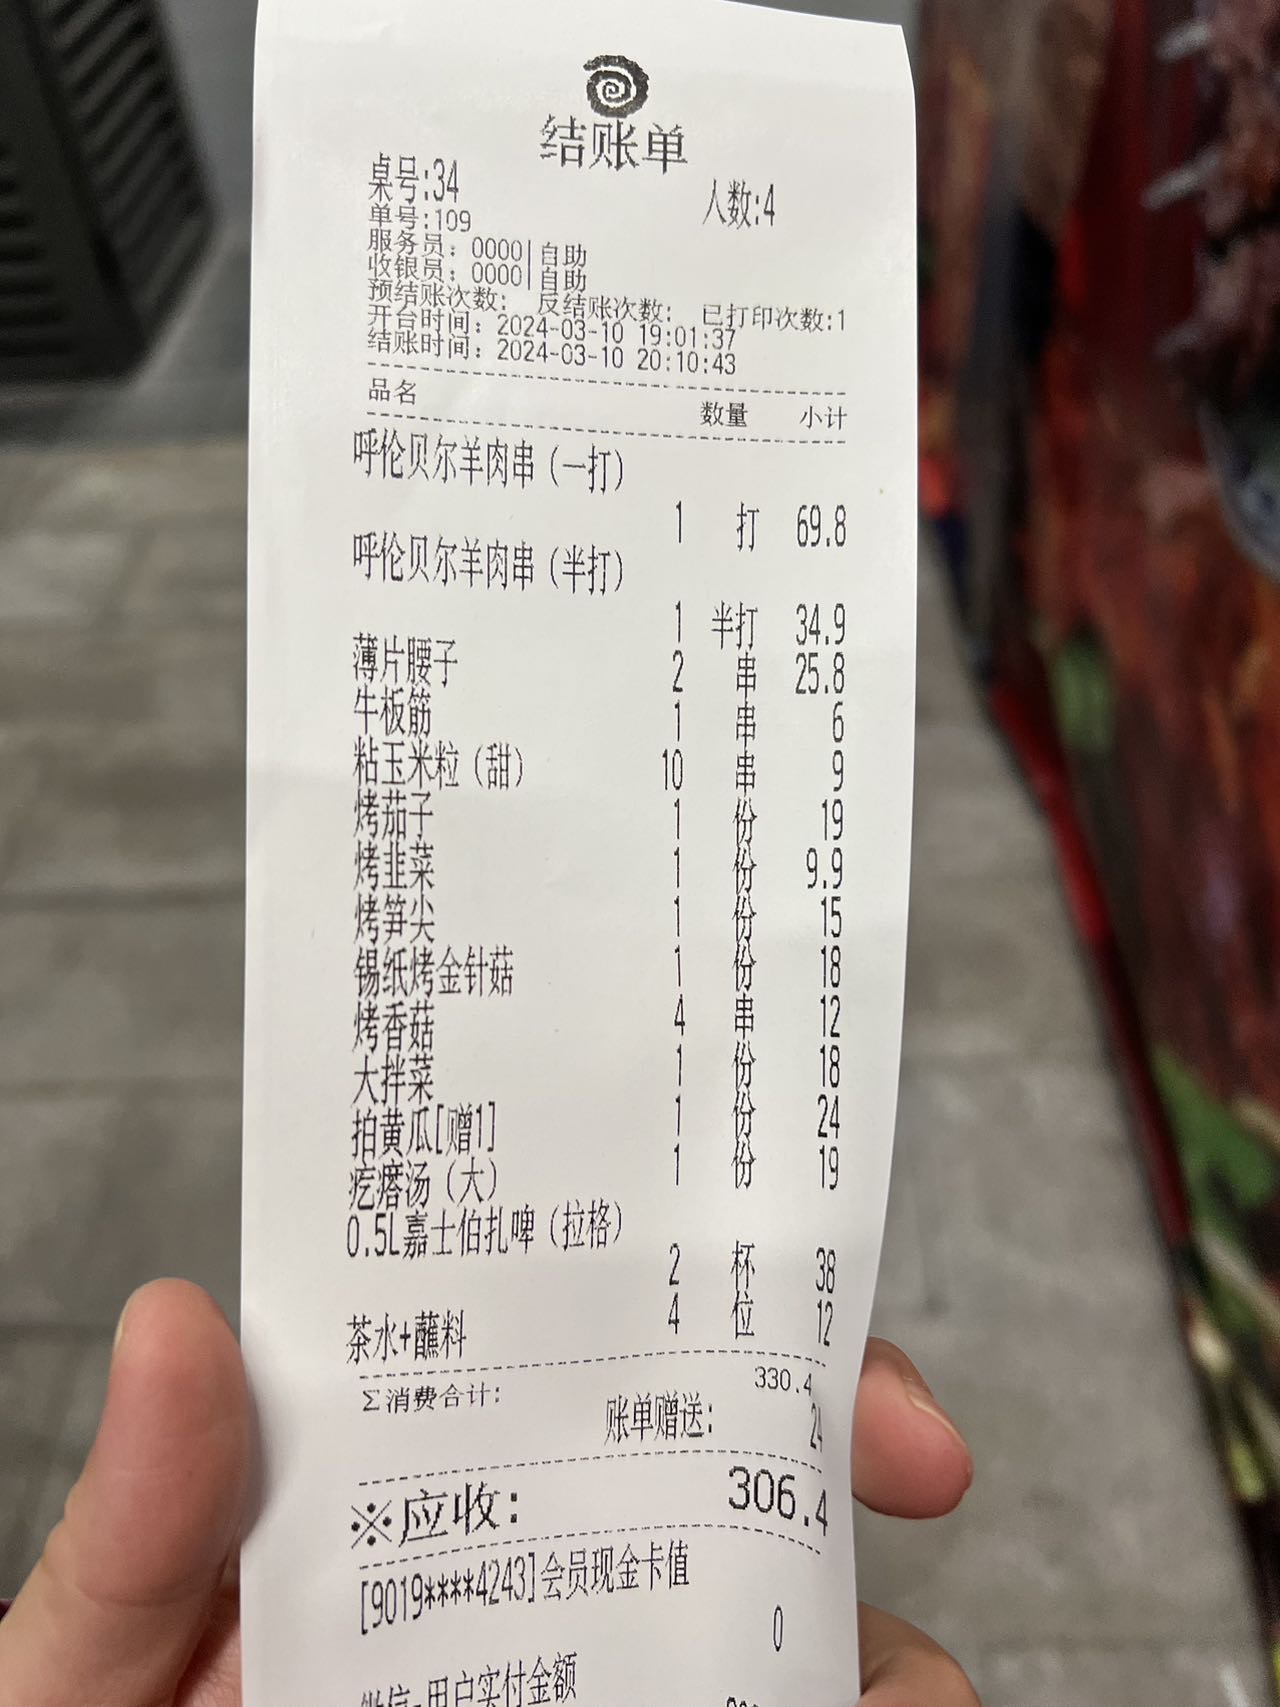 结账单
桌号:34 人数:4
单号:109
服务员: 0000|自助
收银员: 0000|自助
预结账次数: 反结账次数: 已打印次数:1
开台时间: 2024-03-10 19:01:37
结账时间: 2024-03-10 20:10:43
品名 数量 小计
呼伦贝尔羊肉串(一打)
1 打 69.8
呼伦贝尔羊肉串(半打)
1 半打 34.9
薄片腰子 2 串 25.8
牛板筋 1 串 6
粘玉米粒(甜) 10 串 9
烤茄子 1 份 19
烤韭菜 1 份 9.9
烤笋尖 1 份 15
锡纸烤金针菇 1 份 18
烤香菇 4 串 12
大拌菜 1 份 18
拍黄瓜[赠1] 1 份 24
疙瘩汤(大) 1 份 19
0.5L嘉士伯扎啤(拉格)
2 杯 38
茶水+蘸料 4 位 12
Σ消费合计: 330.4
账单赠送: 24
※应收: 306.4
[9019****4243]会员现金卡值
0
微信-用户实付金额